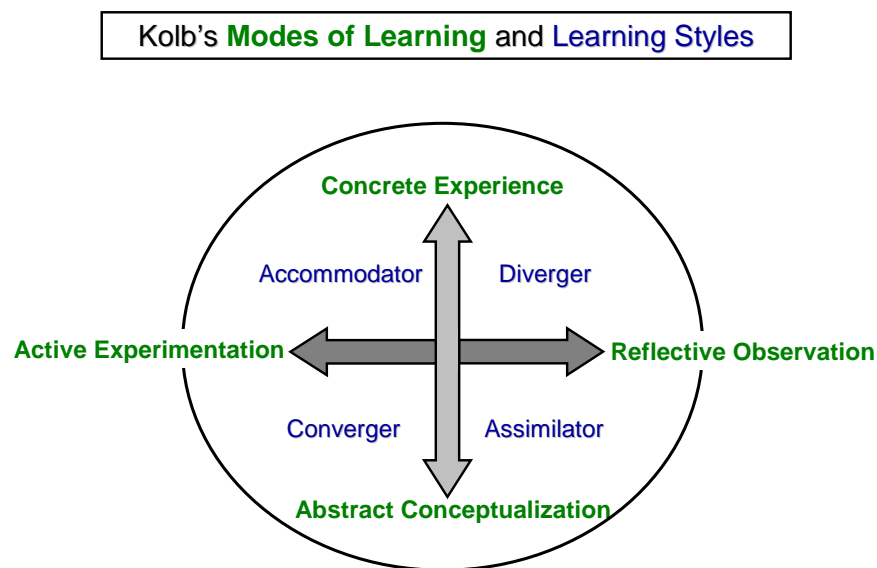 Kolb’s Modes of Learning and Learning Styles
Concrete Experience
Accommodator Diverger
Active Experimentation Reflective Observation
Converger Assimilator
Abstract Conceptualization